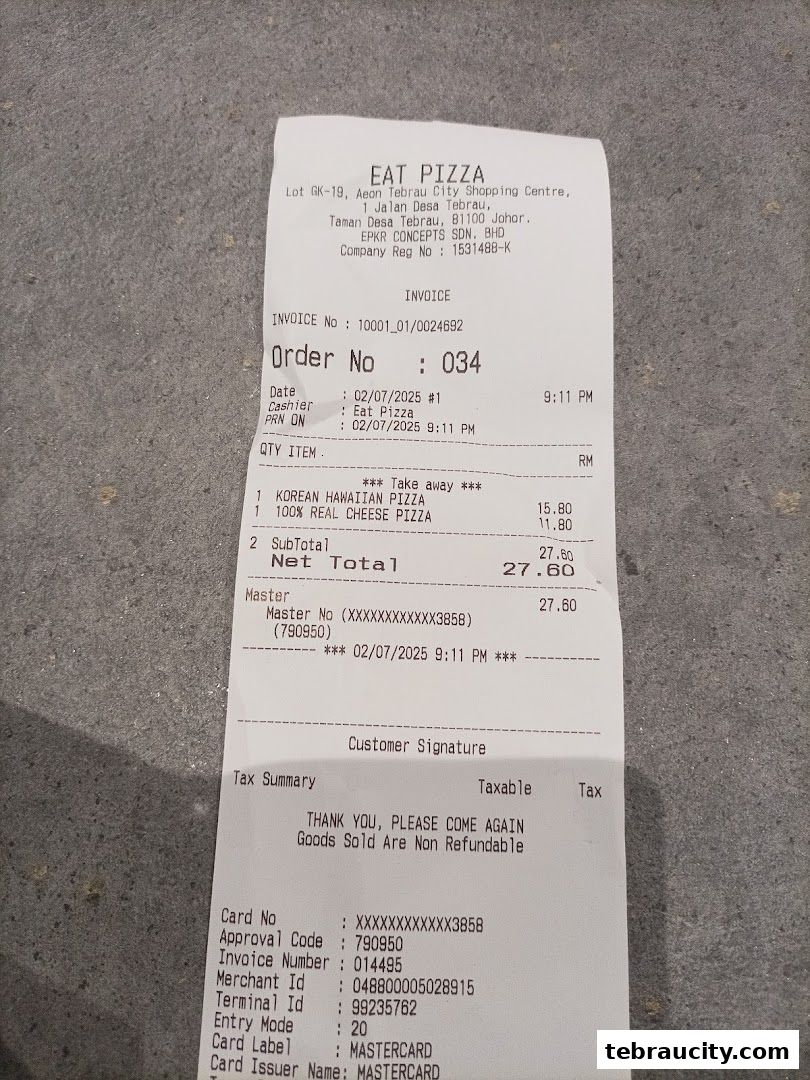 EAT PIZZA
Lot GK-19, Aeon Tebrau City Shopping Centre,
1 Jalan Desa Tebrau,
Taman Desa Tebrau, 81100 Johor.
EPKR CONCEPTS SDN. BHD
Company Reg No : 1531488-K
INVOICE
INVOICE No : 10001_01/0024692
Order No : 034
Date : 02/07/2025 #1 9:11 PM
Cashier : Eat Pizza
PRN ON : 02/07/2025 9:11 PM
QTY ITEM. RM
*** Take away ***
1 KOREAN HAWAIIAN PIZZA 15.80
1 100% REAL CHEESE PIZZA 11.80
2 SubTotal 27.60
Net Total 27.60
Master 27.60
Master No (XXXXXXXXXXXX3858)
(790950)
---------- *** 02/07/2025 9:11 PM *** ----------
Customer Signature
Tax Summary Taxable Tax
THANK YOU, PLEASE COME AGAIN
Goods Sold Are Non Refundable
Card No : XXXXXXXXXXXX3858
Approval Code : 790950
Invoice Number : 014495
Merchant Id : 048800005028915
Terminal Id : 99235762
Entry Mode : 20
Card Label : MASTERCARD
Card Issuer Name: MASTERCARD
tebraucity.com